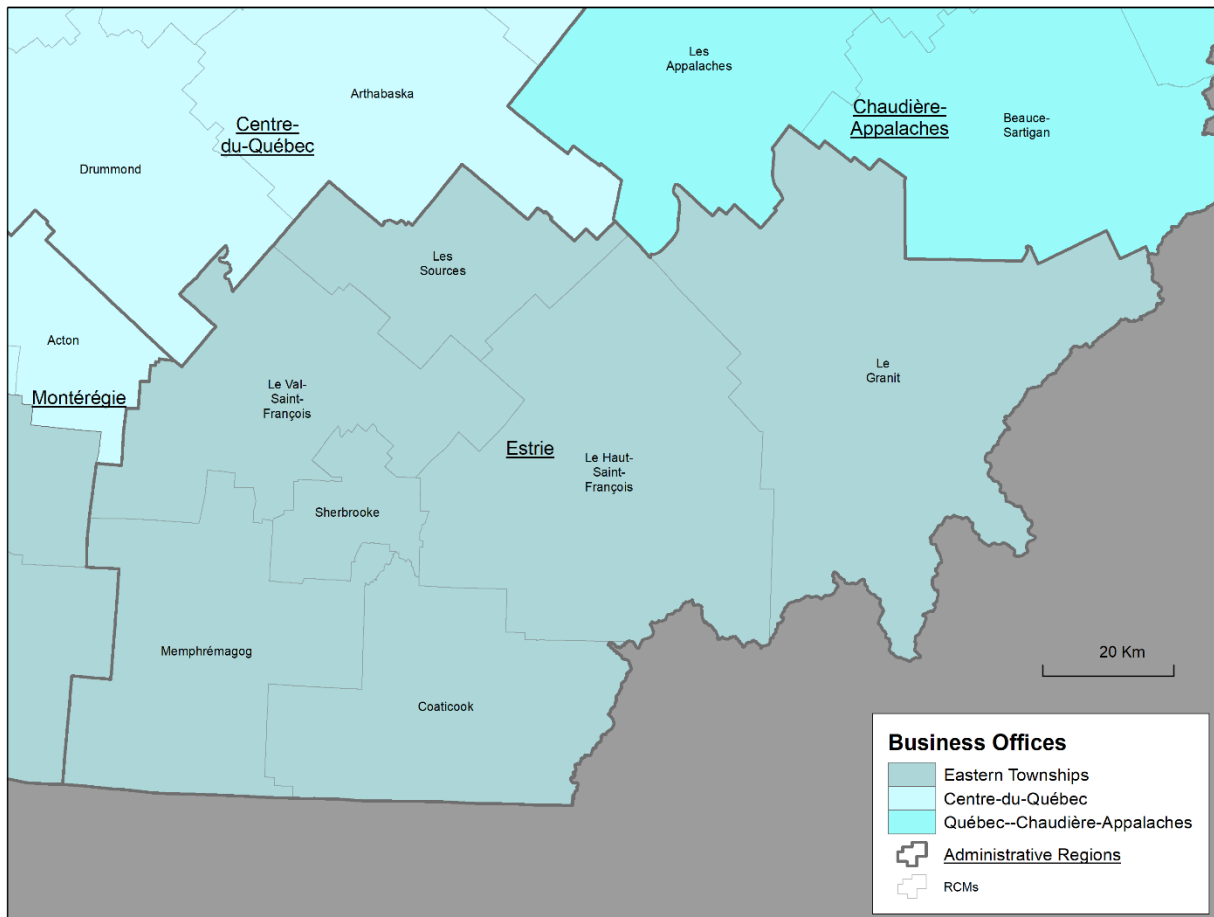 Les
Appalaches
Arthabaska
Chaudière-
Appalaches
Beauce-
Sartigan
Centre-
du-Québec
Drummond
Les
Sources
Acton
Le
Granit
Le Val-
Saint-
François
Montérégie
Estrie
Le Haut-
Saint-
François
Sherbrooke
Memphrémagog
20 Km
Coaticook
Business Offices
Eastern Townships
Centre-du-Québec
Québec--Chaudière-Appalaches
Administrative Regions
RCMs